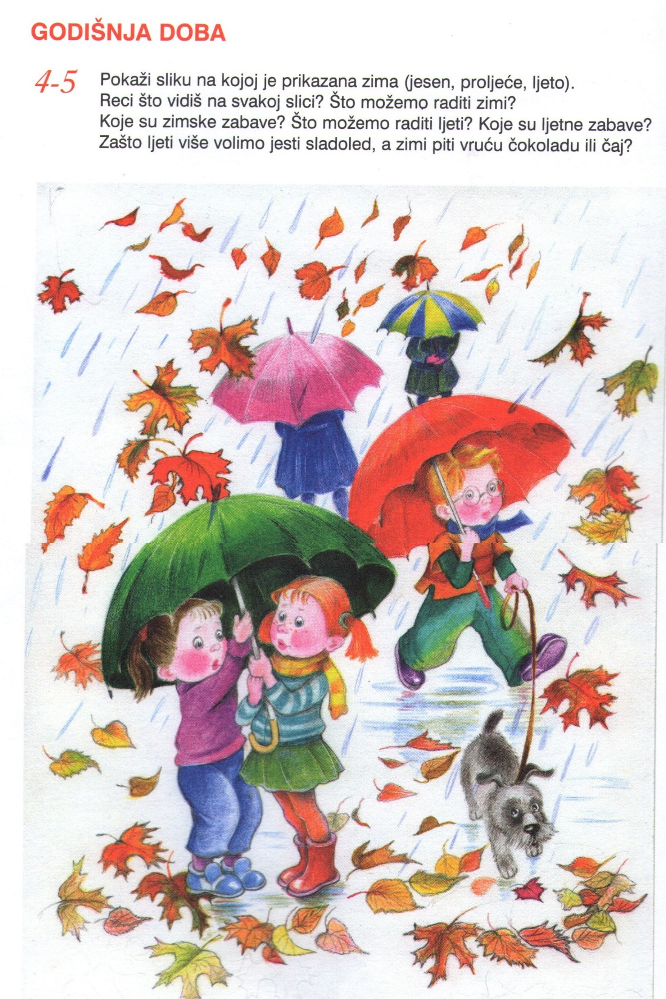 GODIŠNJA DOBA
4-5 Pokaži sliku na kojoj je prikazana zima (jesen, proljeće, ljeto).
Reci što vidiš na svakoj slici? Što možemo raditi zimi?
Koje su zimske zabave? Što možemo raditi ljeti? Koje su ljetne zabave?
Zašto ljeti više volimo jesti sladoled, a zimi piti vruću čokoladu ili čaj?